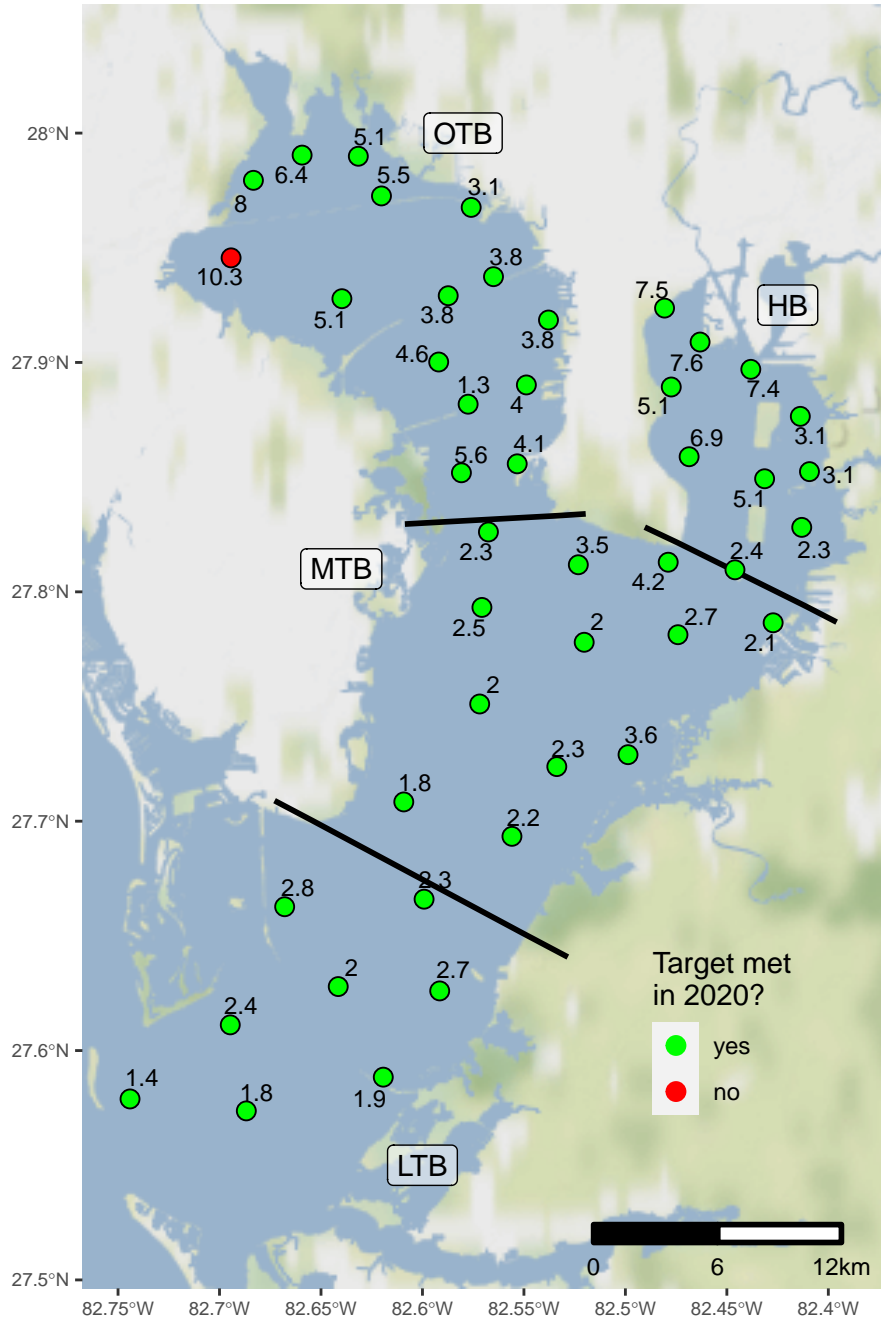 28°N
27.9°N
27.8°N
27.7°N
27.6°N
27.5°N
OTB
5.1
6.4
5.5
3.1
8
10.3
3.8
5.1
3.8
3.8
4.6
1.3
4
5.6
4.1
HB
7.5
7.6
7.4
5.1
3.1
6.9
3.1
5.1
2.3
MTB
2.3
3.5
4.2
2.4
2.5
2
2.7
2.1
2
2.3
3.6
1.8
2.2
2.3
2.8
2
2.7
2.4
1.4
1.8
1.9
LTB
Target met
in 2020?
yes
no
0 6 12km
82.75°W 82.7°W 82.65°W 82.6°W 82.55°W 82.5°W 82.45°W 82.4°W